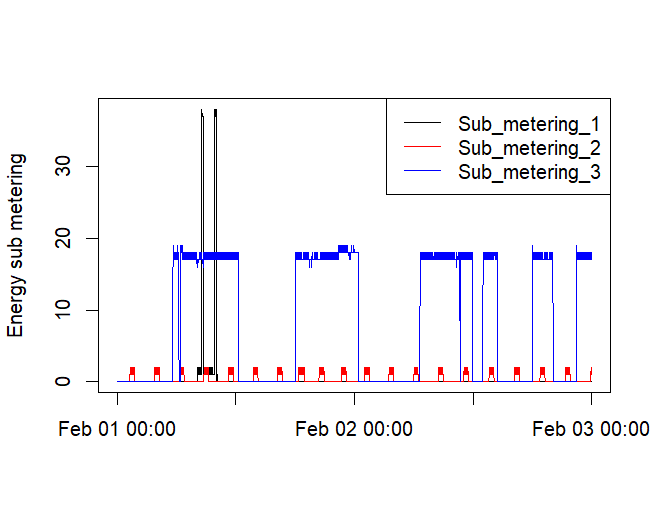 Sub_metering_1
Sub_metering_2
Sub_metering_3
Energy sub metering
30
20
10
0
Feb 01 00:00 Feb 02 00:00 Feb 03 00:00